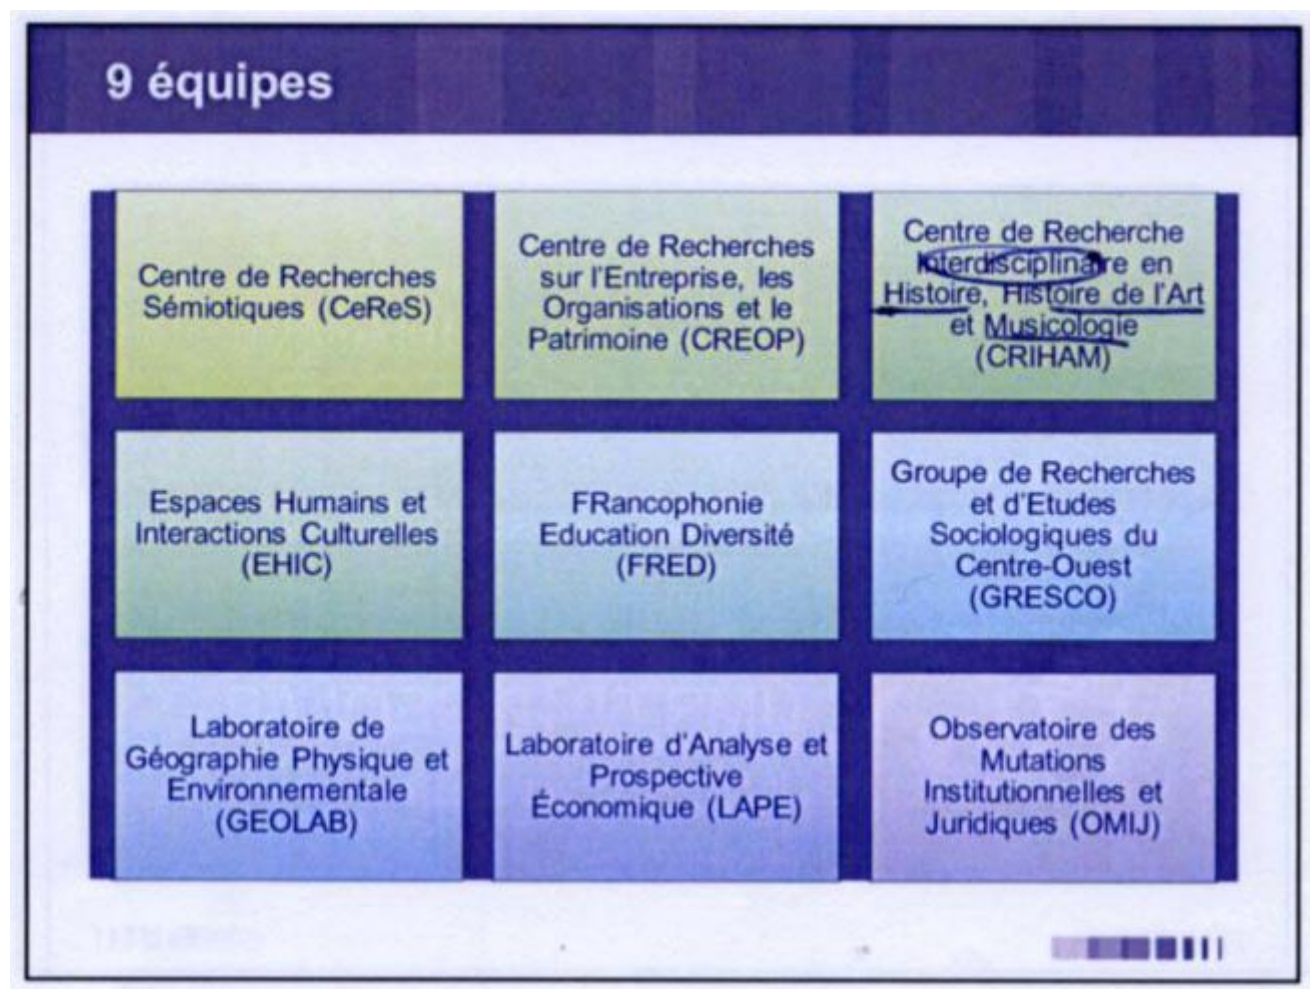 9 équipes
Centre de Recherches
Sémiotiques (CeReS)
Centre de Recherches
sur l'Entreprise, les
Organisations et le
Patrimoine (CREOP)
Centre de Recherche
Interdisciplinaire en
Histoire, Histoire de l'Art
et Musicologie
(CRIHAM)
Espaces Humains et
Interactions Culturelles
(EHIC)
FRancophonie
Education Diversité
(FRED)
Groupe de Recherches
et d'Etudes
Sociologiques du
Centre-Ouest
(GRESCO)
Laboratoire de
Géographie Physique et
Environnementale
(GEOLAB)
Laboratoire d'Analyse et
Prospective
Économique (LAPE)
Observatoire des
Mutations
Institutionnelles et
Juridiques (OMIJ)